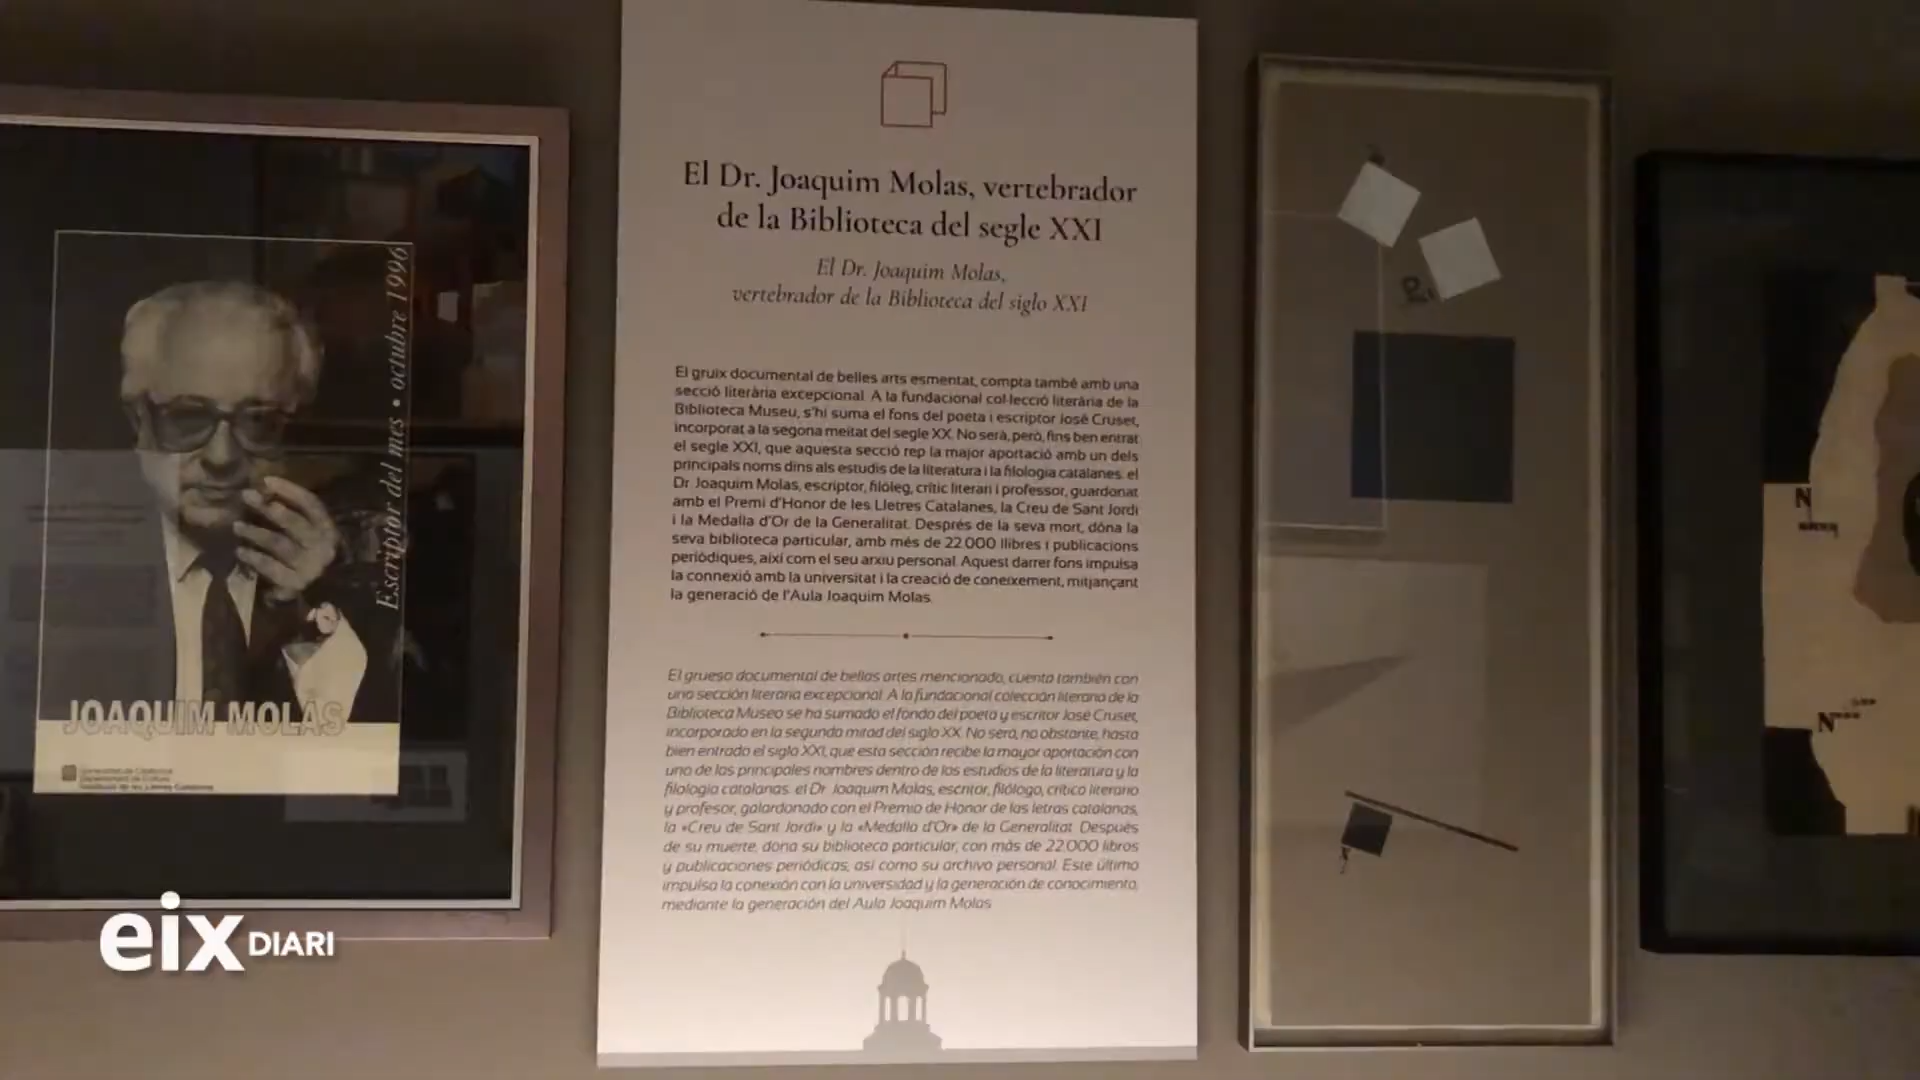 Escriptor del mes • octubre 1996
JOAQUIM MOLAS
Generalitat de Catalunya
Departament de Cultura
Institució de les Lletres Catalanes
El Dr. Joaquim Molas, vertebrador
de la Biblioteca del segle XXI
El Dr. Joaquim Molas,
vertebrador de la Biblioteca del siglo XXI
El gruix documental de belles arts esmentat, compta també amb una
secció literària excepcional. A la fundacional col·lecció literària de la
Biblioteca Museu, s'hi suma el fons del poeta i escriptor José Cruset,
incorporat a la segona meitat del segle XX. No serà, però, fins ben entrat
el segle XXI, que aquesta secció rep la major aportació amb un dels
principals noms dins als estudis de la literatura i la filologia catalanes: el
Dr. Joaquim Molas, escriptor, filòleg, crític literari i professor, guardonat
amb el Premi d'Honor de les Lletres Catalanes, la Creu de Sant Jordi
i la Medalla d'Or de la Generalitat. Després de la seva mort, dóna la
seva biblioteca particular, amb més de 22.000 llibres i publicacions
periòdiques, així com el seu arxiu personal. Aquest darrer fons impulsa
la connexió amb la universitat i la creació de coneixement, mitjançant
la generació de l'Aula Joaquim Molas.
El grueso documental de bellas artes mencionado, cuenta también con
una sección literaria excepcional. A la fundacional colección literaria de la
Biblioteca Museo se ha sumado el fondo del poeta y escritor José Cruset,
incorporado en la segunda mitad del siglo XX. No será, no obstante, hasta
bien entrado el siglo XXI, que esta sección recibe la mayor aportación con
uno de los principales nombres dentro de los estudios de la literatura y la
filología catalanas: el Dr. Joaquim Molas, escritor, filólogo, crítico literario
y profesor, galardonado con el Premio de Honor de las letras catalanas,
la «Creu de Sant Jordi» y la «Medalla d'Or» de la Generalitat. Después
de su muerte, dona su biblioteca particular, con más de 22.000 libros
y publicaciones periódicas, así como su archivo personal. Este último
impulsa la conexión con la universidad y la generación de conocimiento,
mediante la generación del Aula Joaquim Molas
N
N
eix DIARI